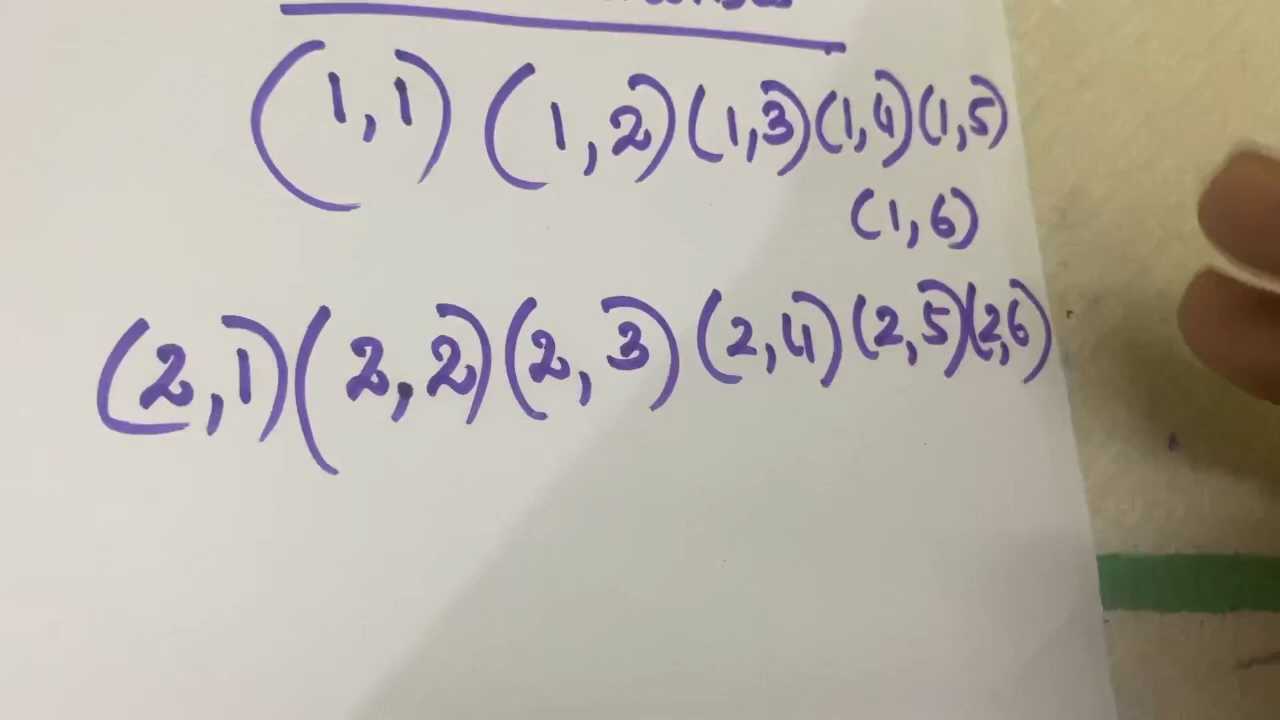 (1,1) (1,2) (1,3) (1,4) (1,5)
(1,6)
(2,1) (2,2) (2,3) (2,4) (2,5) (2,6)